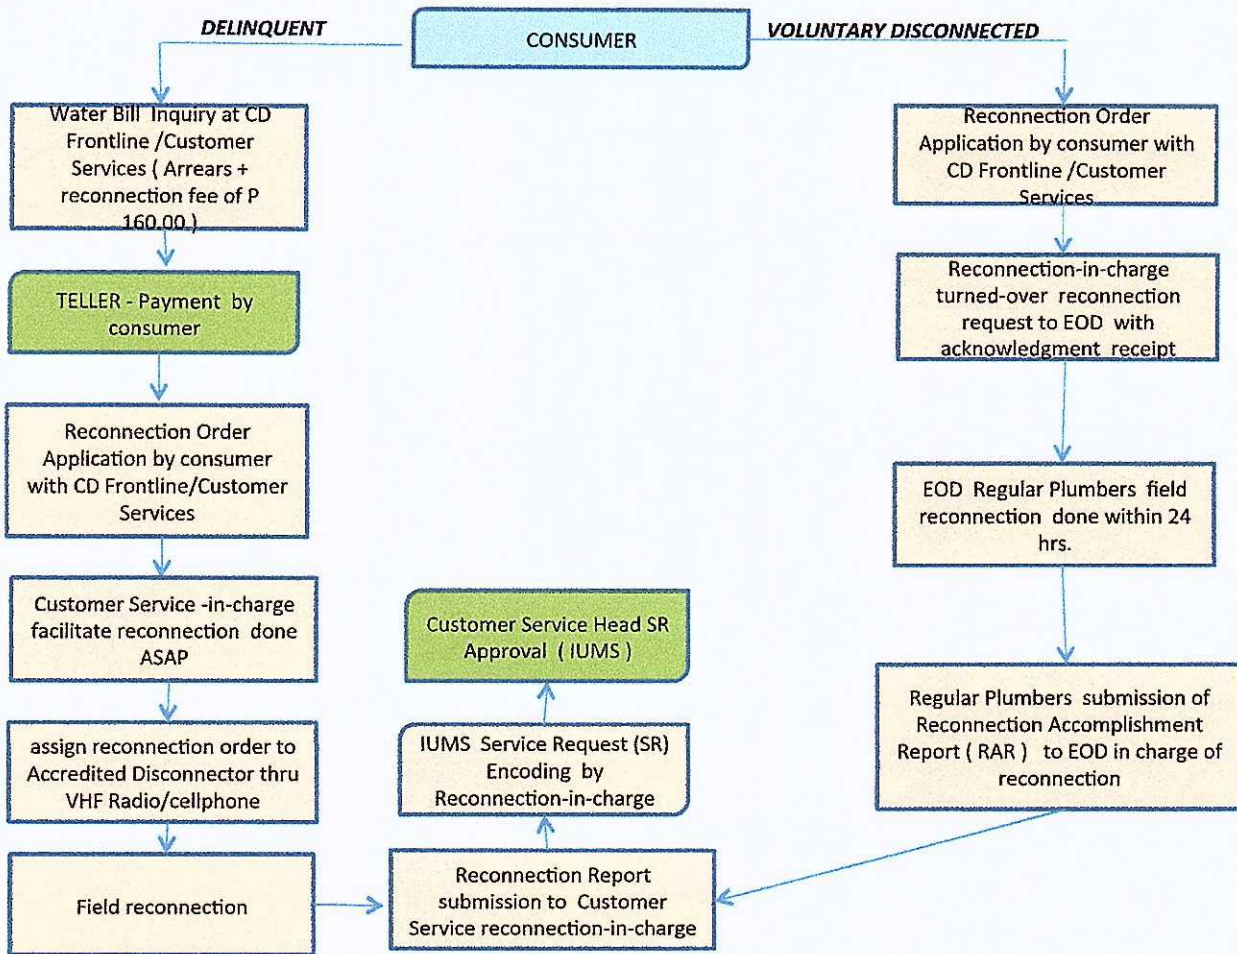 DELINQUENT
CONSUMER
VOLUNTARY DISCONNECTED
Water Bill Inquiry at CD
Frontline /Customer
Services ( Arrears +
reconnection fee of P
160.00 )
TELLER - Payment by
consumer
Reconnection Order
Application by consumer
with CD Frontline/Customer
Services
Customer Service -in-charge
facilitate reconnection done
ASAP
assign reconnection order to
Accredited Disconnector thru
VHF Radio/cellphone
Field reconnection
Customer Service Head SR
Approval ( IUMS )
IUMS Service Request (SR)
Encoding by
Reconnection-in-charge
Reconnection Report
submission to Customer
Service reconnection-in-charge
Reconnection Order
Application by consumer with
CD Frontline /Customer
Services
Reconnection-in-charge
turned-over reconnection
request to EOD with
acknowledgment receipt
EOD Regular Plumbers field
reconnection done within 24
hrs.
Regular Plumbers submission of
Reconnection Accomplishment
Report ( RAR ) to EOD in charge of
reconnection